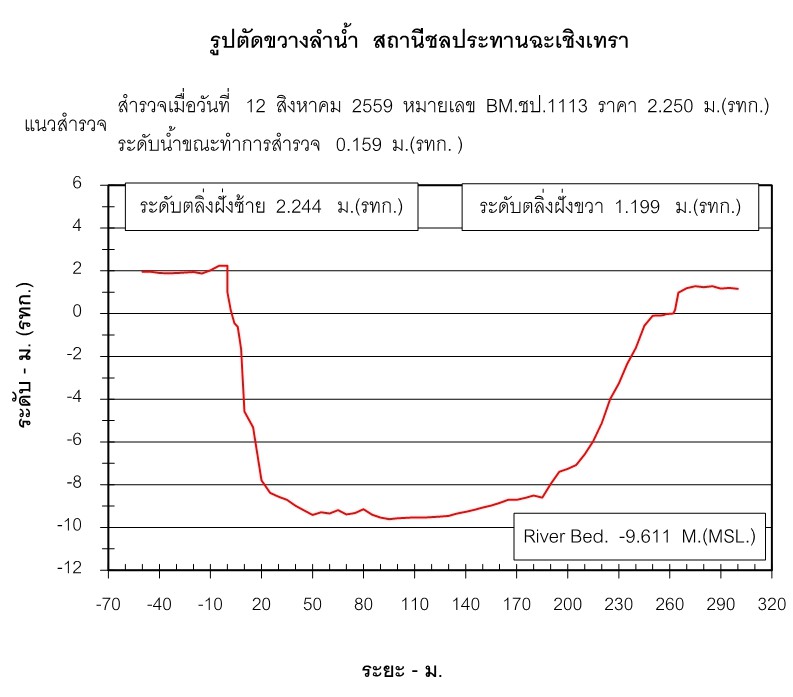 รูปตัดขวางลำน้ำ สถานีชลประทานฉะเชิงเทรา
สำรวจเมื่อวันที่ 12 สิงหาคม 2559 หมายเลข BM.ชป.1113 ราคา 2.250 ม.(รทก.)
แนวสำรวจ
ระดับน้ำขณะทำการสำรวจ 0.159 ม.(รทก. )
ระดับตลิ่งฝั่งซ้าย 2.244 ม.(รทก.)
ระดับตลิ่งฝั่งขวา 1.199 ม.(รทก.)
6
4
2
0
-2
-4
-6
-8
-10
-12
ระดับ - ม. (รทก.)
River Bed. -9.611 M.(MSL.)
-70 -40 -10 20 50 80 110 140 170 200 230 260 290 320
ระยะ - ม.